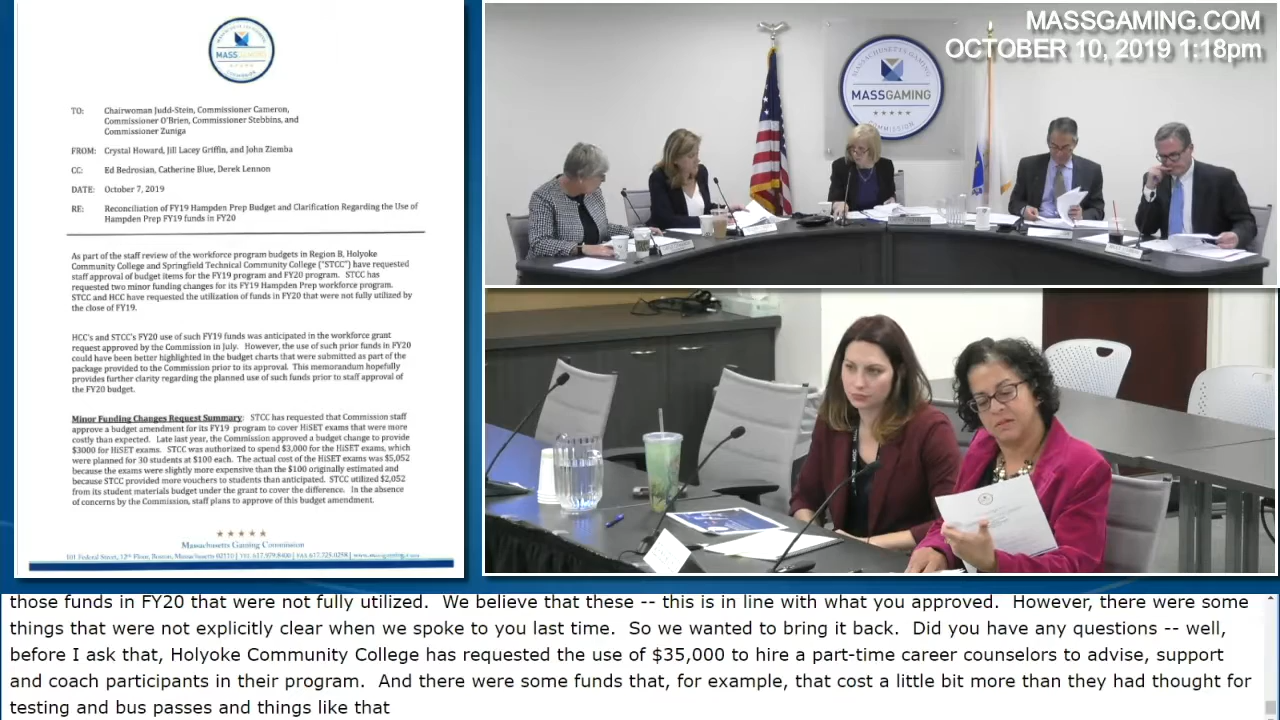 MASSGAMING
TO: Chairwoman Judd-Stein, Commissioner Cameron,
Commissioner O'Brien, Commissioner Stebbins, and
Commissioner Zuniga
FROM: Crystal Howard, Jill Lacey Griffin, and John Ziemba
CC: Ed Bedrosian, Catherine Blue, Derek Lennon
DATE: October 7, 2019
RE: Reconciliation of FY19 Hampden Prep Budget and Clarification Regarding the Use of
Hampden Prep FY19 funds in FY20
As part of the staff review of the workforce program budgets in Region B, Holyoke
Community College and Springfield Technical Community College ("STCC") have requested
staff approval of budget items for the FY19 program and FY20 program. STCC has
requested two minor funding changes for its FY19 Hampden Prep workforce program.
STCC and HCC have requested the utilization of funds in FY20 that were not fully utilized by
the close of FY19.
HCC's and STCC's FY20 use of such FY19 funds was anticipated in the workforce grant
request approved by the Commission in July. However, the use of such prior funds in FY20
could have been better highlighted in the budget charts that were submitted as part of the
package provided to the Commission prior to its approval. This memorandum hopefully
provides further clarity regarding the planned use of such funds prior to staff approval of
the FY20 budget.
Minor Funding Changes Request Summary: STCC has requested that Commission staff
approve a budget amendment for its FY19 program to cover HiSET exams that were more
costly than expected. Late last year, the Commission approved a budget change to provide
$3000 for HiSET exams. STCC was authorized to spend $3,000 for the HiSET exams, which
were planned for 30 students at $100 each. The actual cost of the HiSET exams was $5,052
because the exams were slightly more expensive than the $100 originally estimated and
because STCC provided more vouchers to students than anticipated. STCC utilized $2,052
from its student materials budget under the grant to cover the difference. In the absence
of concerns by the Commission, staff plans to approve of this budget amendment.
Massachusetts Gaming Commission
101 Federal Street, 12th Floor, Boston, Massachusetts 02110 | TEL 617.979.8400 | FAX 617.725.0258 | www.massgaming.com
MASSGAMING.COM
OCTOBER 10, 2019 1:18pm
MASSACHUSETTS GAMING
MASSGAMING
COMMISSION
those funds in FY20 that were not fully utilized. We believe that these -- this is in line with what you approved. However, there were some
things that were not explicitly clear when we spoke to you last time. So we wanted to bring it back. Did you have any questions -- well,
before I ask that, Holyoke Community College has requested the use of $35,000 to hire a part-time career counselors to advise, support
and coach participants in their program. And there were some funds that, for example, that cost a little bit more than they had thought for
testing and bus passes and things like that